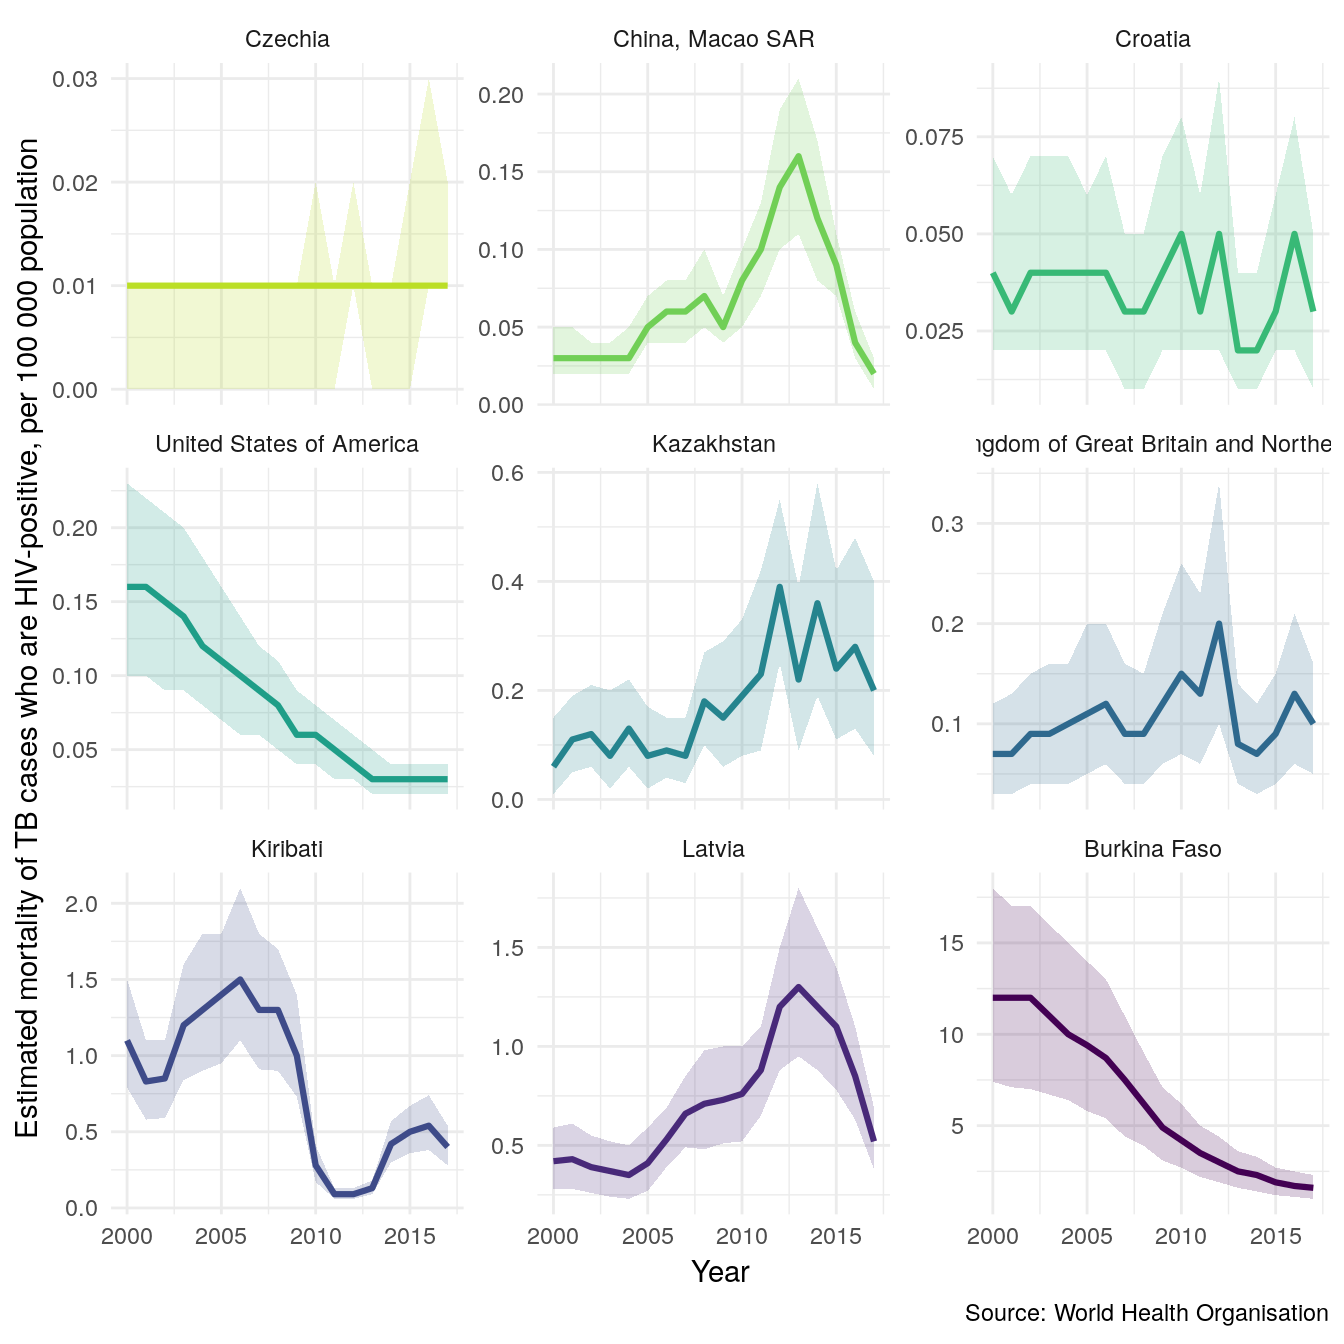 Estimated mortality of TB cases who are HIV-positive, per 100 000 population
Czechia
0.03
0.02
0.01
0.00
China, Macao SAR
0.20
0.15
0.10
0.05
0.00
Croatia
0.075
0.050
0.025
United States of America
0.20
0.15
0.10
0.05
Kazakhstan
0.6
0.4
0.2
0.0
ngdom of Great Britain and Northe
0.3
0.2
0.1
Kiribati
2.0
1.5
1.0
0.5
0.0
2000 2005 2010 2015
Latvia
1.5
1.0
0.5
2000 2005 2010 2015
Burkina Faso
15
10
5
2000 2005 2010 2015
Year
Source: World Health Organisation